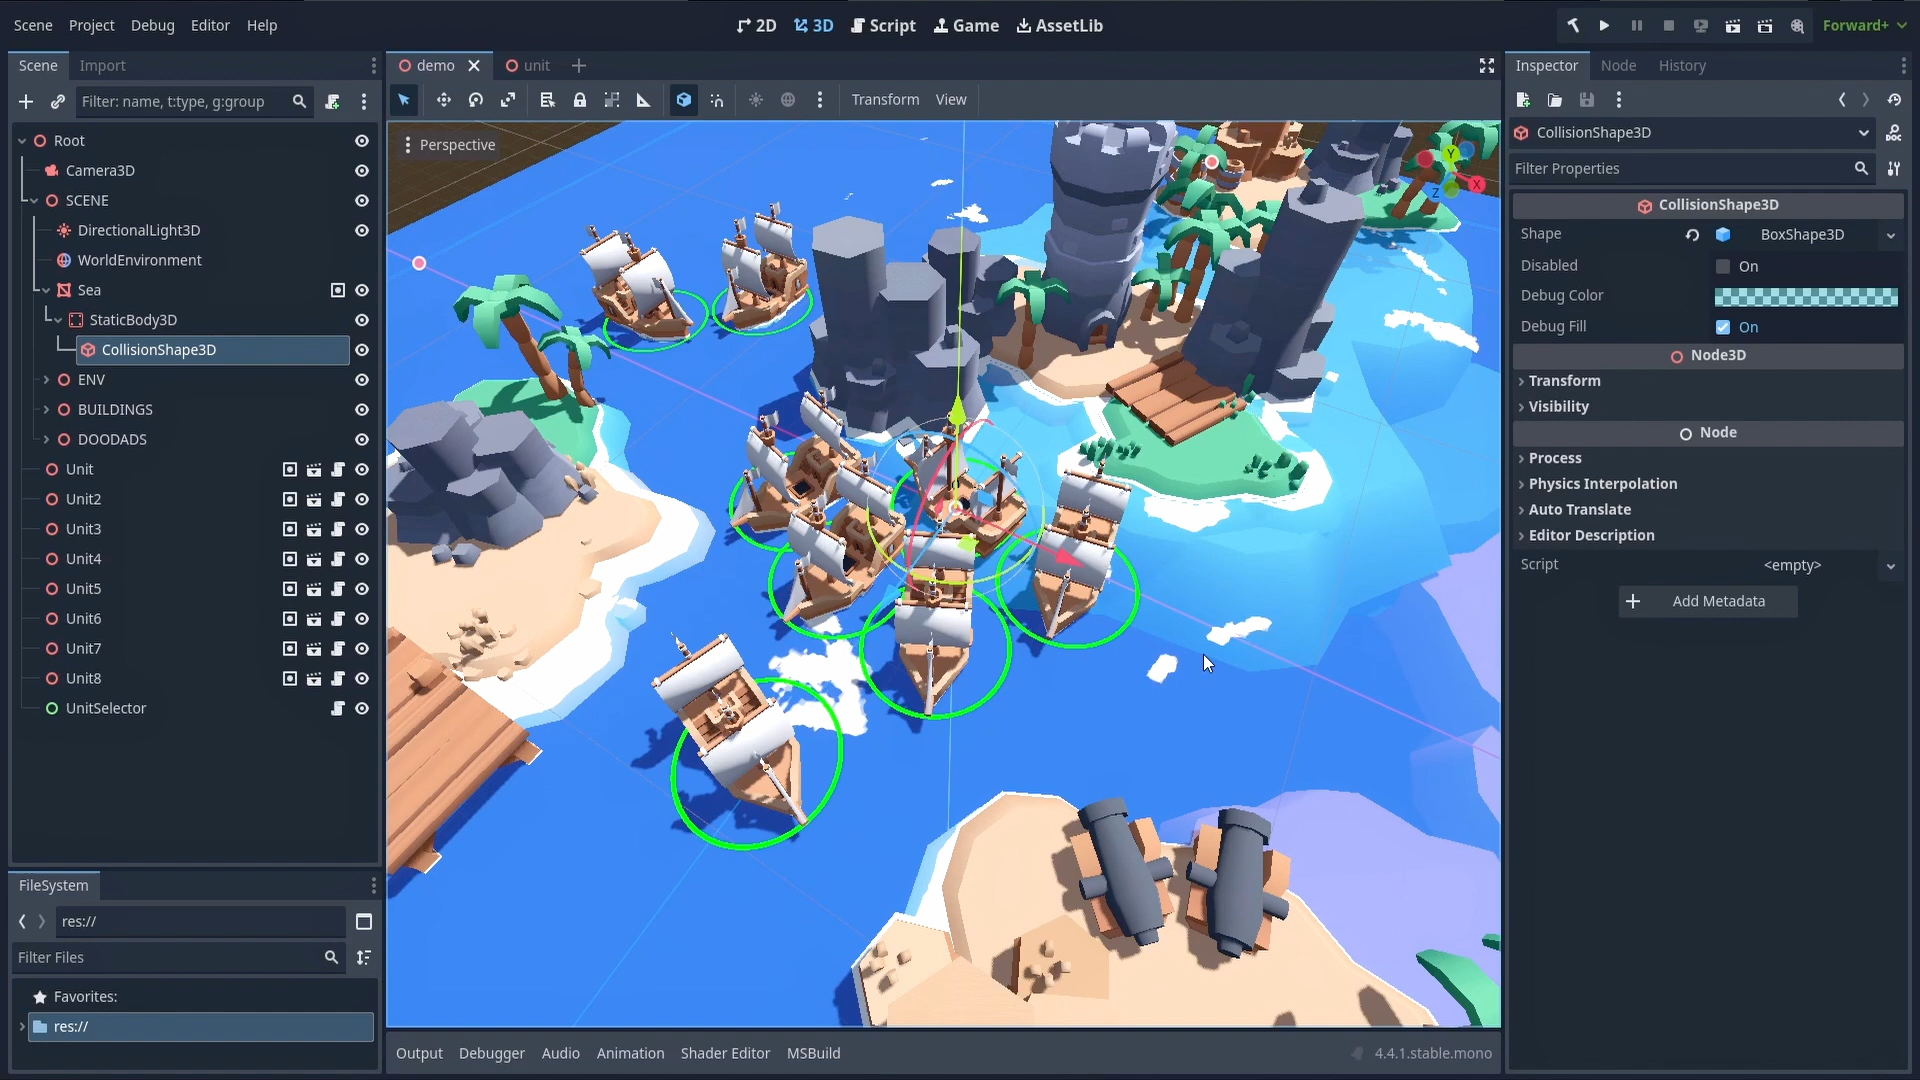 Scene Project Debug Editor Help
2D 3D Script Game AssetLib
Forward+
Scene Import
Filter: name, t:type, g:group
Root
Camera3D
SCENE
DirectionalLight3D
WorldEnvironment
Sea
StaticBody3D
CollisionShape3D
ENV
BUILDINGS
DOODADS
Unit
Unit2
Unit3
Unit4
Unit5
Unit6
Unit7
Unit8
UnitSelector
FileSystem
res://
Filter Files
Favorites:
res://
demo unit
Transform View
Perspective
Y
X
Z
Output Debugger Audio Animation Shader Editor MSBuild
4.4.1.stable.mono
Inspector Node History
CollisionShape3D
Filter Properties
CollisionShape3D
Shape BoxShape3D
Disabled On
Debug Color
Debug Fill On
Node3D
Transform
Visibility
Node
Process
Physics Interpolation
Auto Translate
Editor Description
Script <empty>
Add Metadata